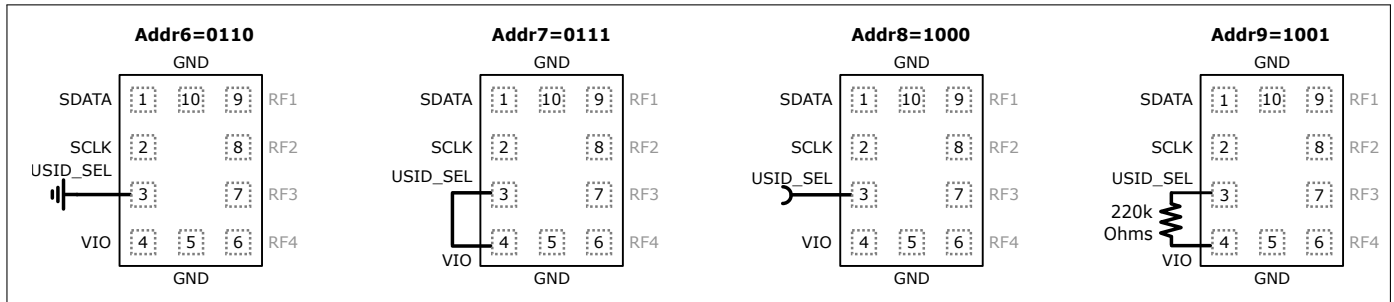 Addr6=0110
GND
SDATA 1 10 9 RF1
SCLK 2 8 RF2
USID_SEL 3 7 RF3
VIO 4 5 6 RF4
GND
Addr7=0111
GND
SDATA 1 10 9 RF1
SCLK 2 8 RF2
USID_SEL 3 7 RF3
4 5 6 RF4
VIO
GND
Addr8=1000
GND
SDATA 1 10 9 RF1
SCLK 2 8 RF2
USID_SEL 3 7 RF3
VIO 4 5 6 RF4
GND
Addr9=1001
GND
SDATA 1 10 9 RF1
SCLK 2 8 RF2
USID_SEL 3 7 RF3
220k
Ohms 4 5 6 RF4
VIO
GND